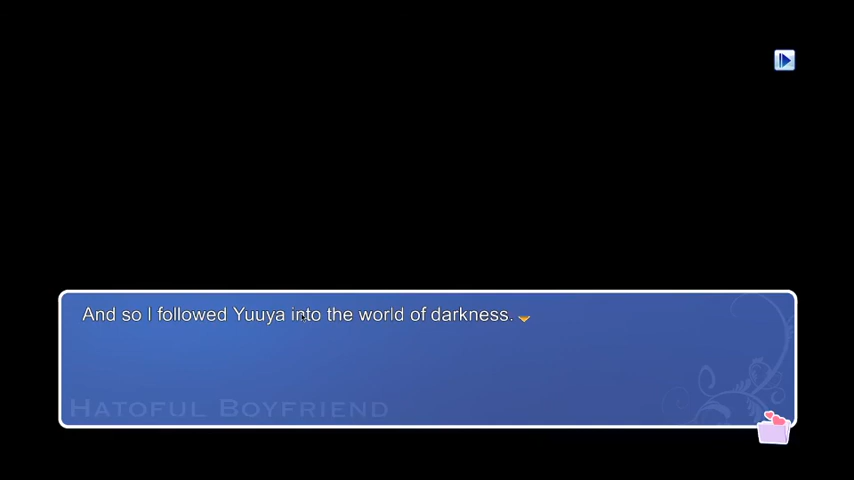 And so I followed Yuuya into the world of darkness.
HATOFUL BOYFRIEND